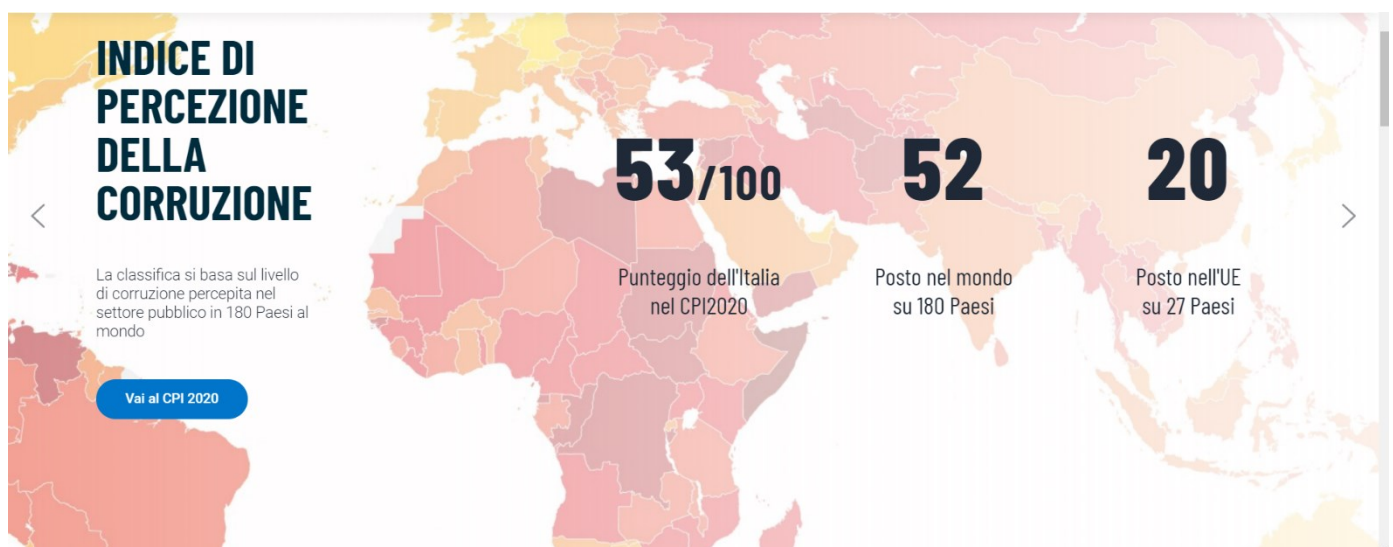 INDICE DI
PERCEZIONE
DELLA
CORRUZIONE
La classifica si basa sul livello
di corruzione percepita nel
settore pubblico in 180 Paesi al
mondo
Vai al CPI 2020
53/100
Punteggio dell'Italia
nel CPI2020
52
Posto nel mondo
su 180 Paesi
20
Posto nell'UE
su 27 Paesi